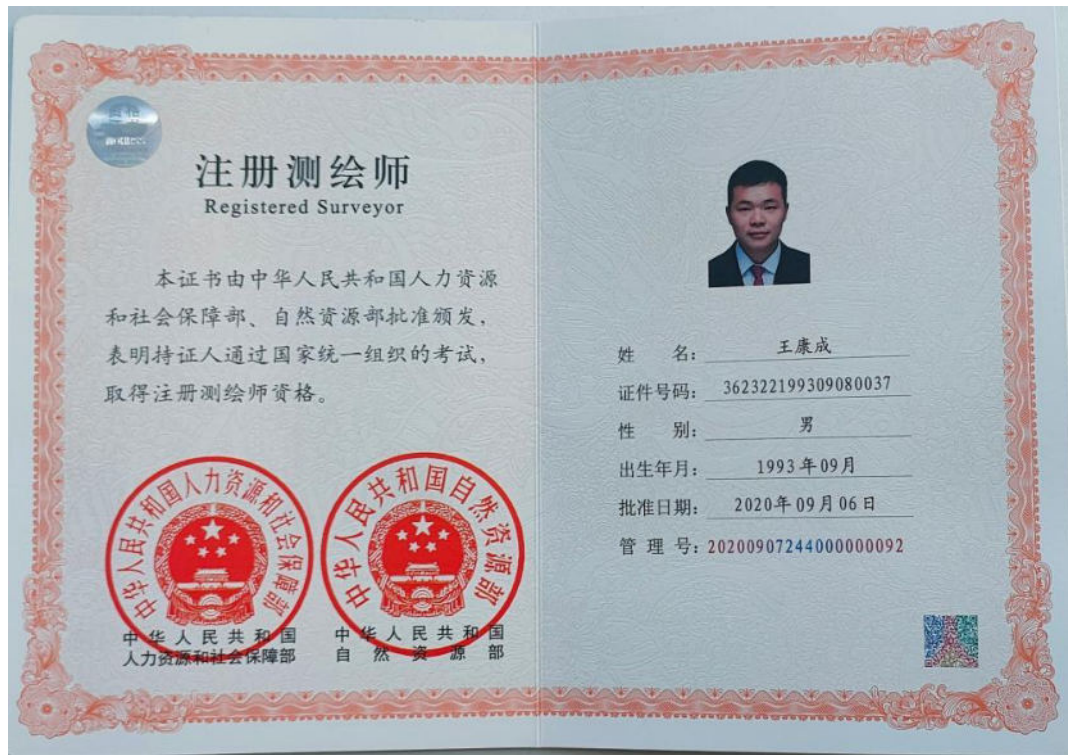 注册测绘师
Registered Surveyor
本证书由中华人民共和国人力资源
和社会保障部、自然资源部批准颁发，
表明持证人通过国家统一组织的考试，
取得注册测绘师资格。
中华人民共和国人力资源和社会保障部
中华人民共和国
人力资源和社会保障部
中华人民共和国自然资源部
中华人民共和国
自然资源部
姓 名：王康成
证件号码：362322199309080037
性 别：男
出生年月：1993年09月
批准日期：2020年09月06日
管 理 号：20200907244000000092